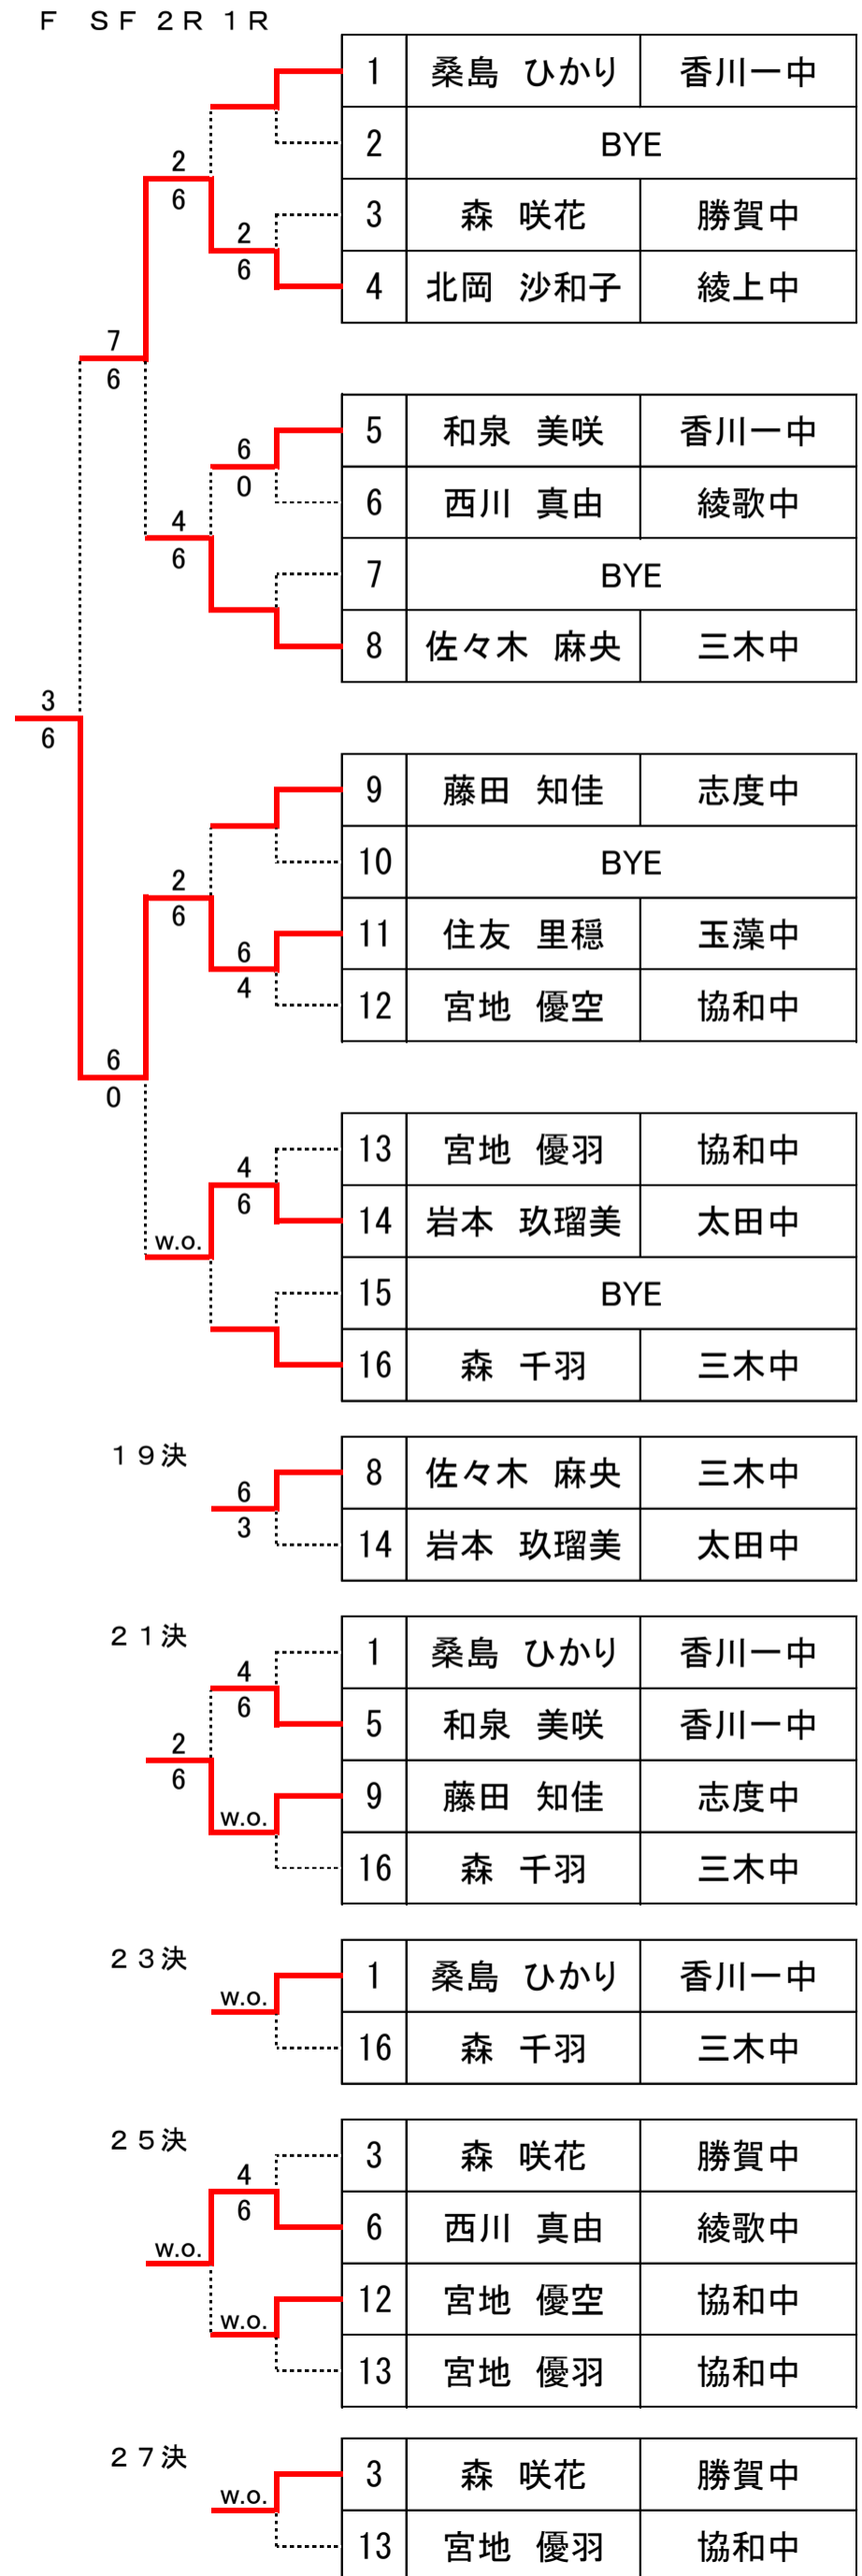 F SF 2R 1R
1 桑島 ひかり 香川一中
2 BYE
2
6
3 森 咲花 勝賀中
2
6
4 北岡 沙和子 綾上中
7
6
5 和泉 美咲 香川一中
6
0
6 西川 真由 綾歌中
4
6
7 BYE
8 佐々木 麻央 三木中
3
6
9 藤田 知佳 志度中
10 BYE
2
6
11 住友 里穏 玉藻中
6
4
12 宮地 優空 協和中
6
0
13 宮地 優羽 協和中
4
6
14 岩本 玖瑠美 太田中
w.o.
15 BYE
16 森 千羽 三木中
19決
8 佐々木 麻央 三木中
6
3
14 岩本 玖瑠美 太田中
21決
1 桑島 ひかり 香川一中
4
6
5 和泉 美咲 香川一中
2
6
9 藤田 知佳 志度中
w.o.
16 森 千羽 三木中
23決
1 桑島 ひかり 香川一中
w.o.
16 森 千羽 三木中
25決
3 森 咲花 勝賀中
4
6
6 西川 真由 綾歌中
w.o.
12 宮地 優空 協和中
w.o.
13 宮地 優羽 協和中
27決
3 森 咲花 勝賀中
w.o.
13 宮地 優羽 協和中